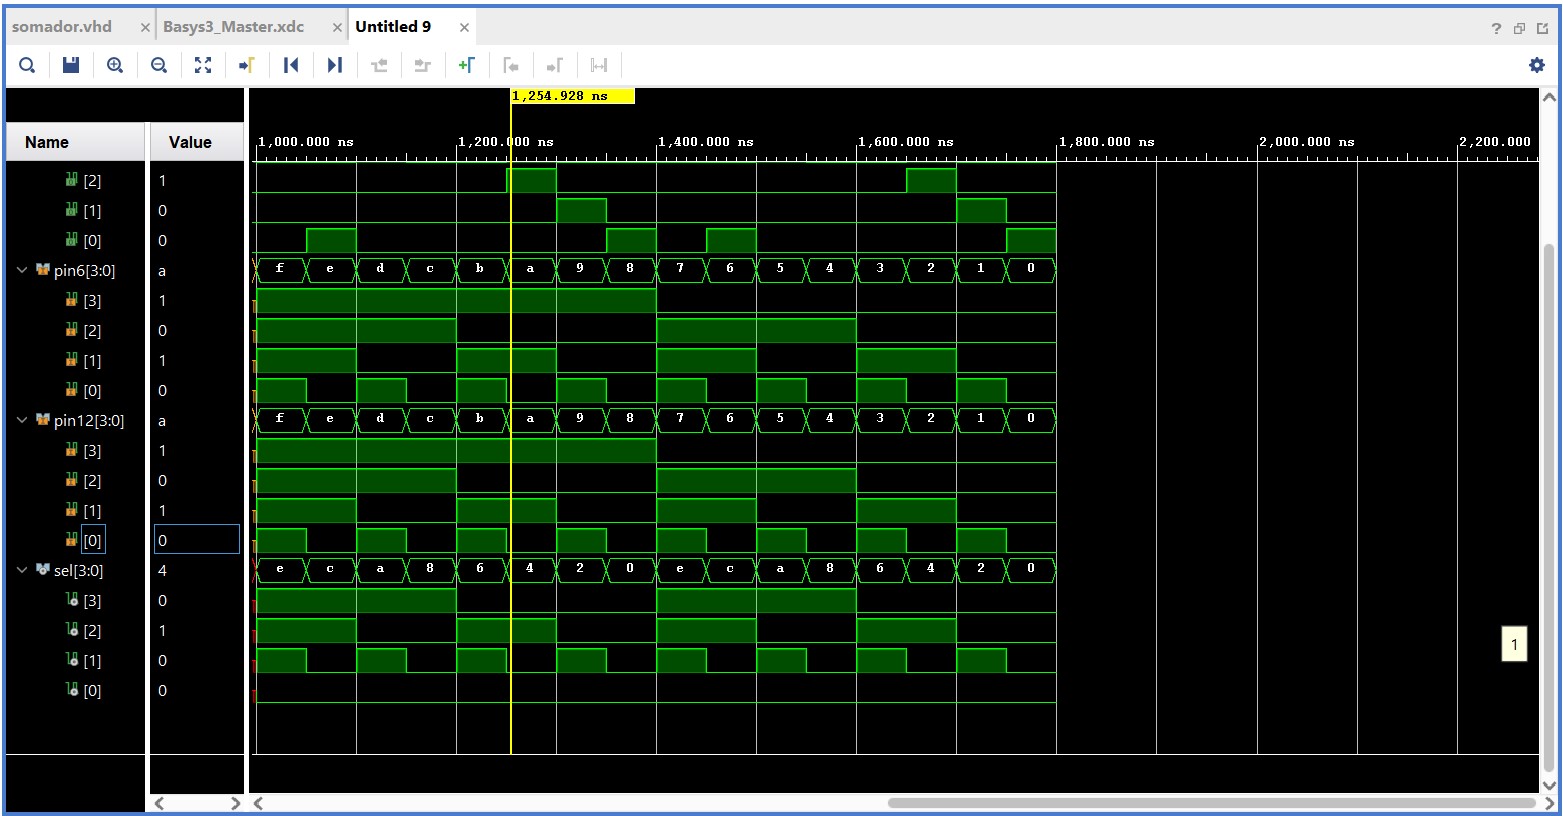 somador.vhd × Basys3_Master.xdc × Untitled 9 × ?
1,254.928 ns
Name Value 1,000.000 ns 1,200.000 ns 1,400.000 ns 1,600.000 ns 1,800.000 ns 2,000.000 ns 2,200.000
[2] 1
[1] 0
[0] 0
pin6[3:0] a f e d c b a 9 8 7 6 5 4 3 2 1 0
[3] 1
[2] 0
[1] 1
[0] 0
pin12[3:0] a f e d c b a 9 8 7 6 5 4 3 2 1 0
[3] 1
[2] 0
[1] 1
[0] 0
sel[3:0] 4 e c a 8 6 4 2 0 e c a 8 6 4 2 0
[3] 0
[2] 1
[1] 0
[0] 0
1